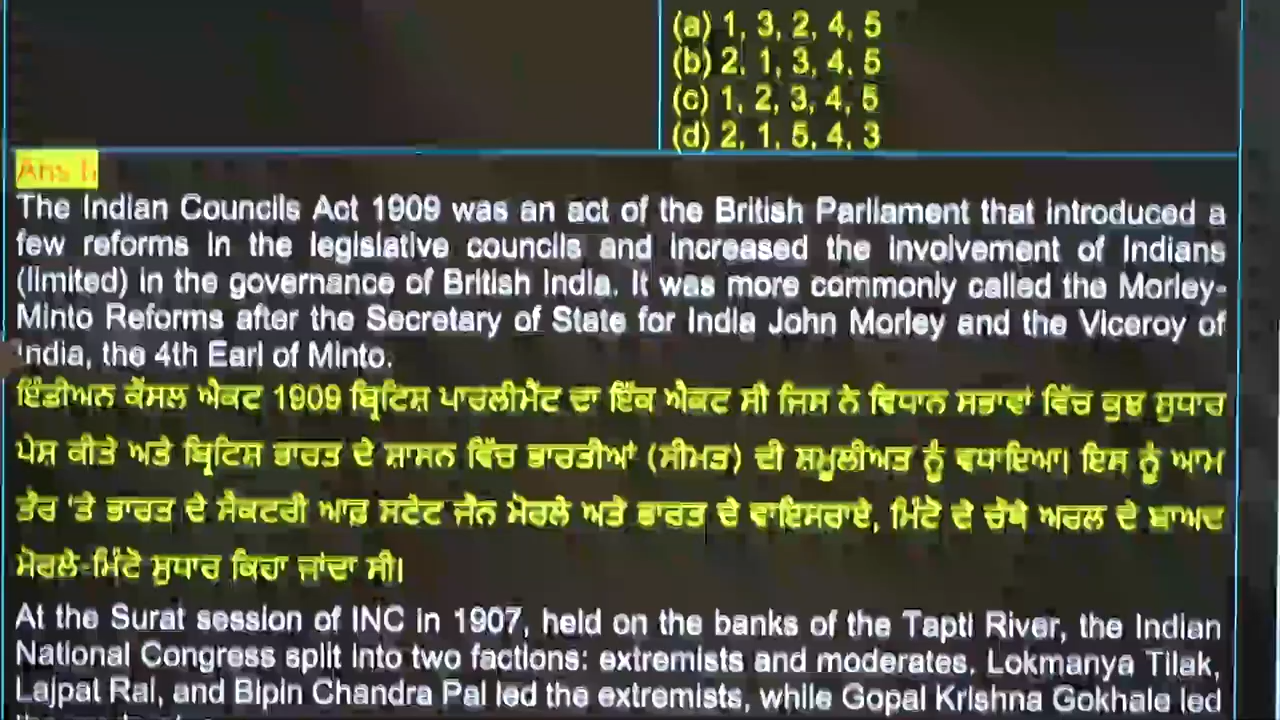 (a) 1, 3, 2, 4, 5
(b) 2, 1, 3, 4, 5
(c) 1, 2, 3, 4, 5
(d) 2, 1, 5, 4, 3
Ans
The Indian Councils Act 1909 was an act of the British Parliament that introduced a
few reforms in the legislative councils and increased the involvement of Indians
(limited) in the governance of British India. It was more commonly called the Morley-
Minto Reforms after the Secretary of State for India John Morley and the Viceroy of
India, the 4th Earl of Minto.
ਇੰਡੀਅਨ ਕੌਂਸਲ ਐਕਟ 1909 ਬ੍ਰਿਟਿਸ਼ ਪਾਰਲੀਮੈਂਟ ਦਾ ਇੱਕ ਐਕਟ ਸੀ ਜਿਸ ਨੇ ਵਿਧਾਨ ਸਭਾਵਾਂ ਵਿੱਚ ਕੁਝ ਸੁਧਾਰ
ਪੇਸ਼ ਕੀਤੇ ਅਤੇ ਬ੍ਰਿਟਿਸ਼ ਭਾਰਤ ਦੇ ਸ਼ਾਸਨ ਵਿੱਚ ਭਾਰਤੀਆਂ (ਸੀਮਤ) ਦੀ ਸ਼ਮੂਲੀਅਤ ਨੂੰ ਵਧਾਇਆ। ਇਸ ਨੂੰ ਆਮ
ਤੌਰ 'ਤੇ ਭਾਰਤ ਦੇ ਸੈਕਟਰੀ ਆਫ਼ ਸਟੇਟ ਜੌਨ ਮੋਰਲੇ ਅਤੇ ਭਾਰਤ ਦੇ ਵਾਇਸਰਾਏ, ਮਿੰਟੋ ਦੇ ਚੌਥੇ ਅਰਲ ਦੇ ਬਾਅਦ
ਮੋਰਲੇ-ਮਿੰਟੋ ਸੁਧਾਰ ਕਿਹਾ ਜਾਂਦਾ ਸੀ।
At the Surat session of INC in 1907, held on the banks of the Tapti River, the Indian
National Congress split into two factions: extremists and moderates. Lokmanya Tilak,
Lajpat Rai, and Bipin Chandra Pal led the extremists, while Gopal Krishna Gokhale led